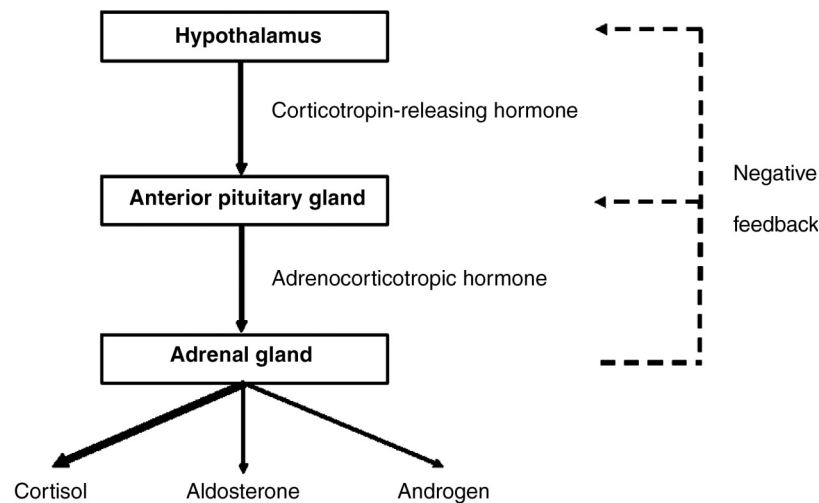 Hypothalamus
Corticotropin-releasing hormone
Negative
feedback
Anterior pituitary gland
Adrenocorticotropic hormone
Adrenal gland
Cortisol
Aldosterone
Androgen